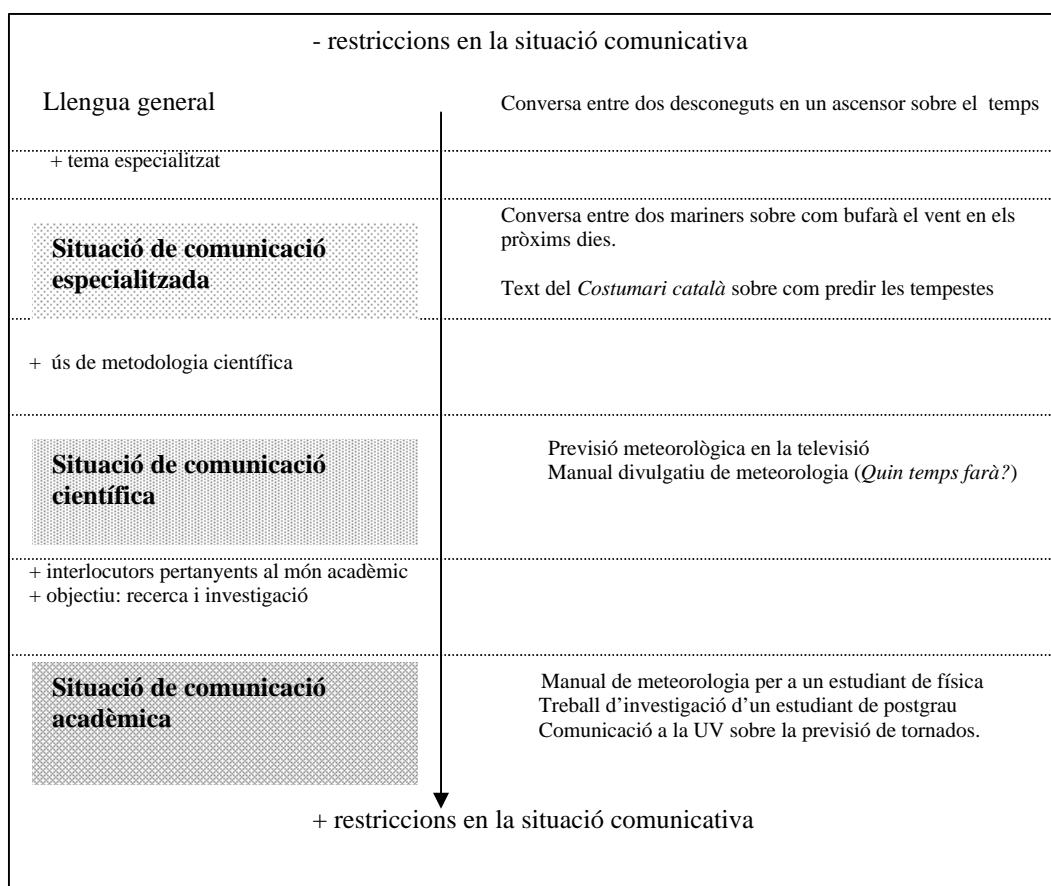 - restriccions en la situació comunicativa
Llengua general
Conversa entre dos desconeguts en un ascensor sobre el temps
+ tema especialitzat
Situació de comunicació
especialitzada
Conversa entre dos mariners sobre com bufarà el vent en els
pròxims dies.
Text del Costumari català sobre com predir les tempestes
+ ús de metodologia científica
Situació de comunicació
científica
Previsió meteorològica en la televisió
Manual divulgatiu de meteorologia (Quin temps farà?)
+ interlocutors pertanyents al món acadèmic
+ objectiu: recerca i investigació
Situació de comunicació
acadèmica
Manual de meteorologia per a un estudiant de física
Treball d’investigació d’un estudiant de postgrau
Comunicació a la UV sobre la previsió de tornados.
+ restriccions en la situació comunicativa